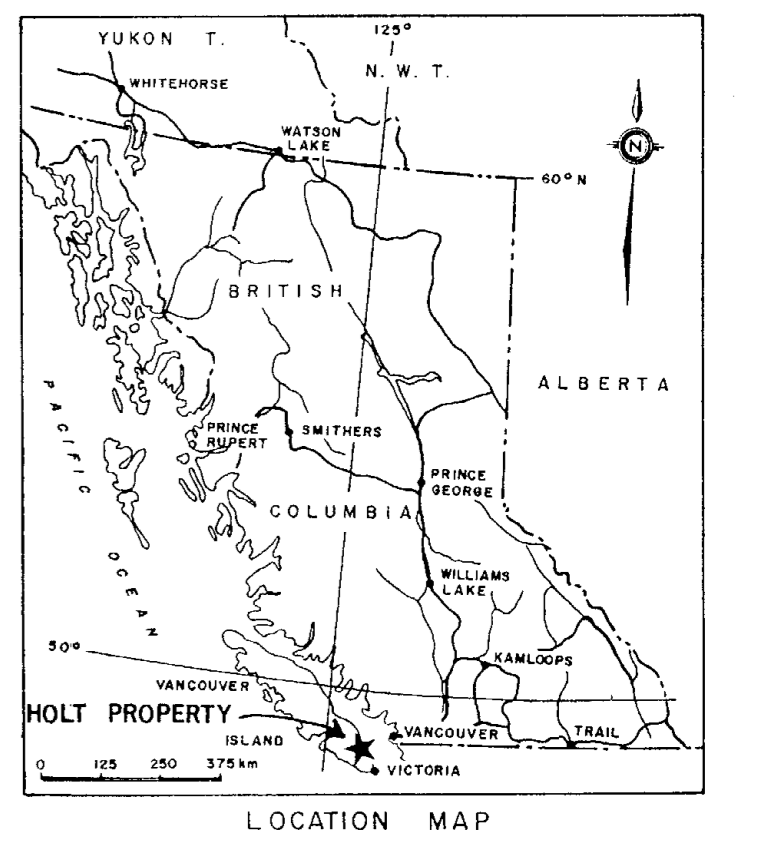 125°
YUKON T.
N. W. T.
WHITEHORSE
WATSON
LAKE
N
60° N
BRITISH
ALBERTA
PACIFIC
OCEAN
PRINCE
RUPERT
SMITHERS
PRINCE
GEORGE
COLUMBIA
WILLIAMS
LAKE
50°
KAMLOOPS
VANCOUVER
ISLAND
HOLT PROPERTY
VANCOUVER
TRAIL
VICTORIA
0 125 250 375 km
LOCATION MAP